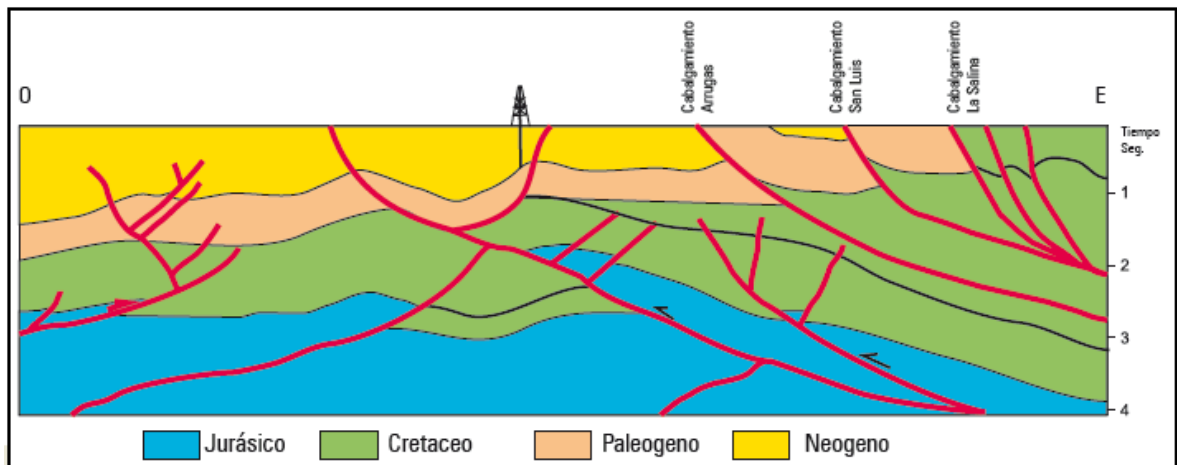 Cabalgamiento
Arrugas
Cabalgamiento
San Luis
Cabalgamiento
La Salina
O
E
Tiempo
Seg.
1
2
3
4
Jurásico
Cretaceo
Paleogeno
Neogeno